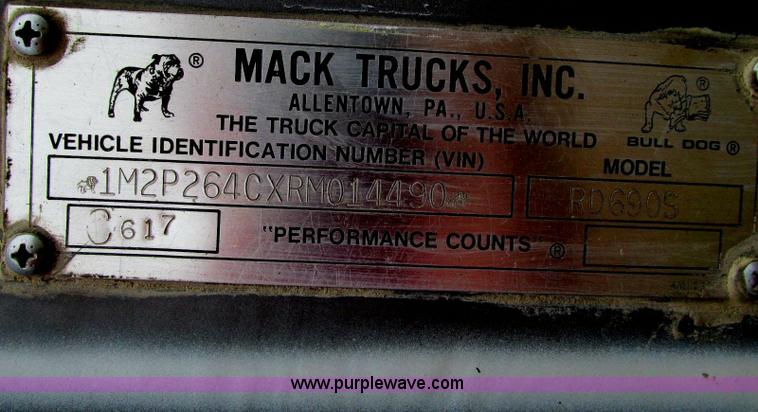 ® MACK TRUCKS, INC. ®
ALLENTOWN, PA., U.S.A.
THE TRUCK CAPITAL OF THE WORLD
BULL DOG ®
VEHICLE IDENTIFICATION NUMBER (VIN) MODEL
1M2P264CXRM014490 RD690S
C617 "PERFORMANCE COUNTS" ®
www.purplewave.com